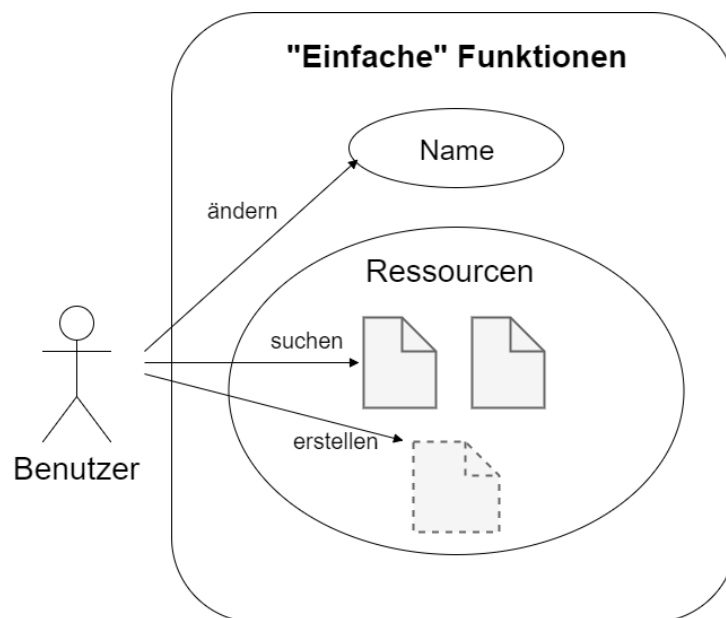 "Einfache" Funktionen
Name
ändern
Ressourcen
suchen
erstellen
Benutzer